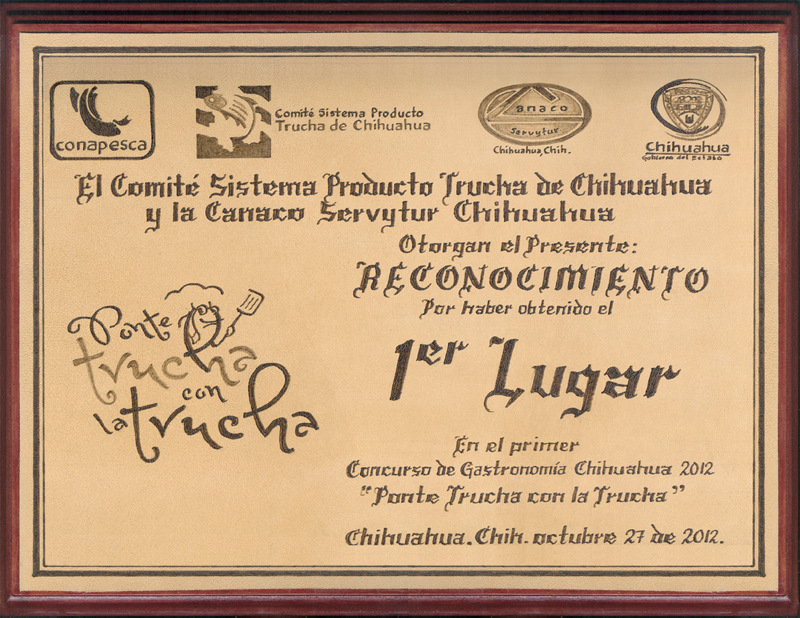 conapesca
Comité Sistema Producto
Trucha de Chihuahua
Canaco
Servytur
Chihuahua, Chih.
Chihuahua
Gobierno del Estado
El Comité Sistema Producto Trucha de Chihuahua
y la Canaco Servytur Chihuahua
Otorgan el Presente:
RECONOCIMIENTO
Por haber obtenido el
1er Lugar
Ponte
trucha
con
la trucha
En el primer
Concurso de Gastronomía Chihuahua 2012
"Ponte Trucha con la Trucha"
Chihuahua, Chih. octubre 27 de 2012.